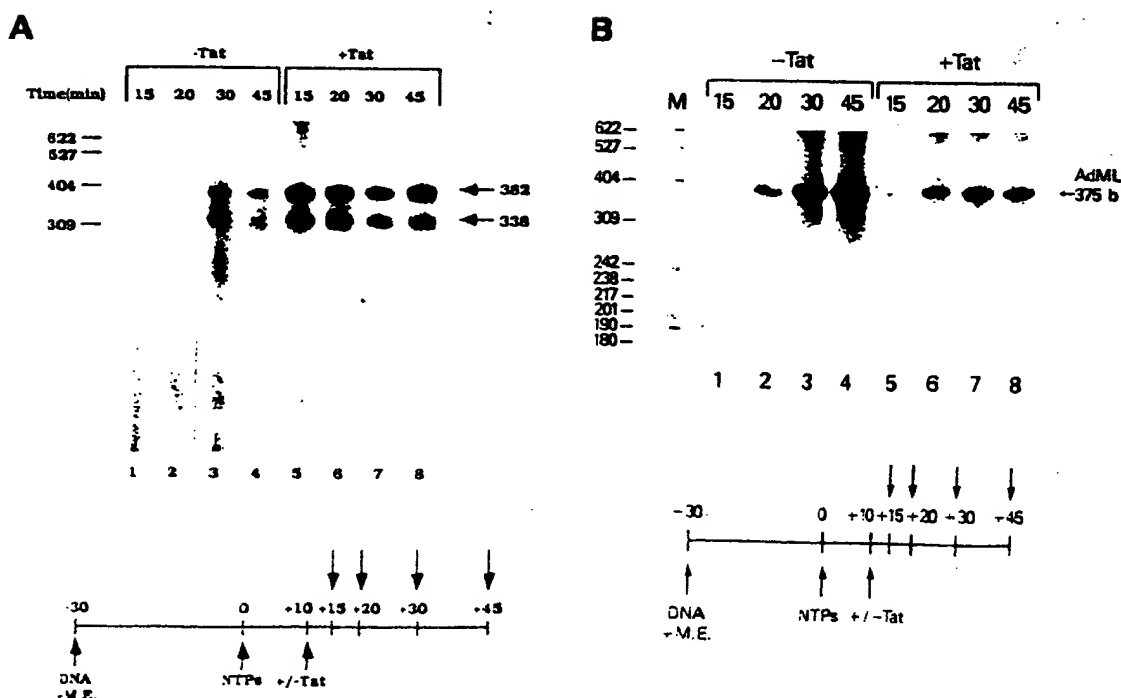 A
-Tat +Tat
Time(min) 15 20 30 45 15 20 30 45
622
527
404
309
382
338
1 2 3 4 5 6 7 8
-30 0 +10 +15 +20 +30 +45
DNA
NTPs +/-Tat
B
-Tat +Tat
M 15 20 30 45 15 20 30 45
622
527
404
309
242
238
217
201
190
180
AdML
375 b
1 2 3 4 5 6 7 8
-30 0 +10 +15 +20 +30 +45
DNA
NTPs +/-Tat